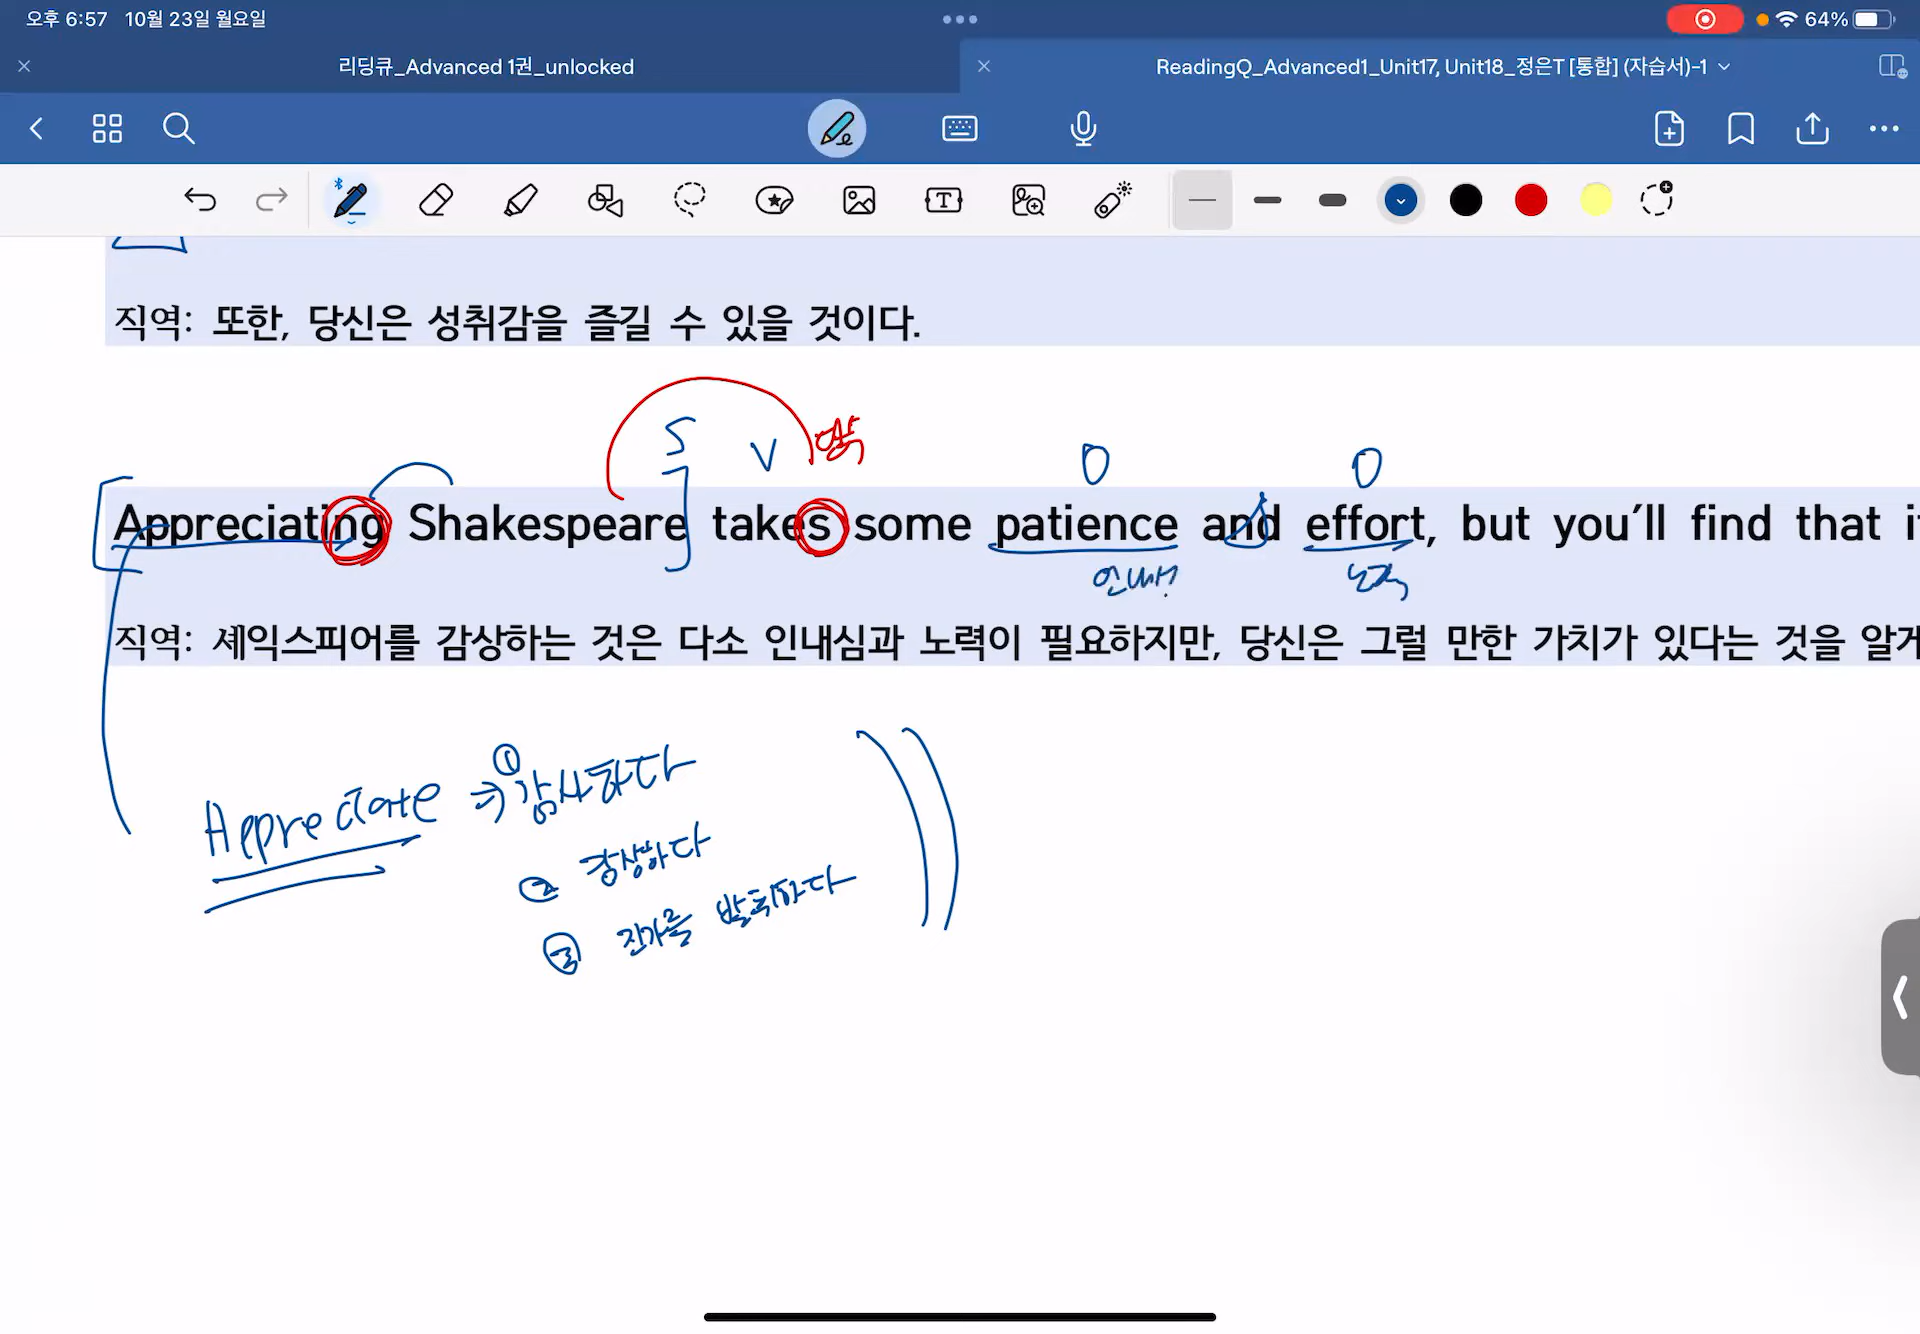 오후 6:57 10월 23일 월요일
64%
리딩큐_Advanced 1권_unlocked
ReadingQ_Advanced1_Unit17, Unit18_정은T [통합] (자습서)-1
직역: 또한, 당신은 성취감을 즐길 수 있을 것이다.
S V
O O
Appreciating Shakespeare takes some patience and effort, but you'll find that i
노력
직역: 셰익스피어를 감상하는 것은 다소 인내심과 노력이 필요하지만, 당신은 그럴 만한 가치가 있다는 것을 알게
Appreciate ⇒ ① 감사하다
② 감상하다
③ 진가를 발휘하다